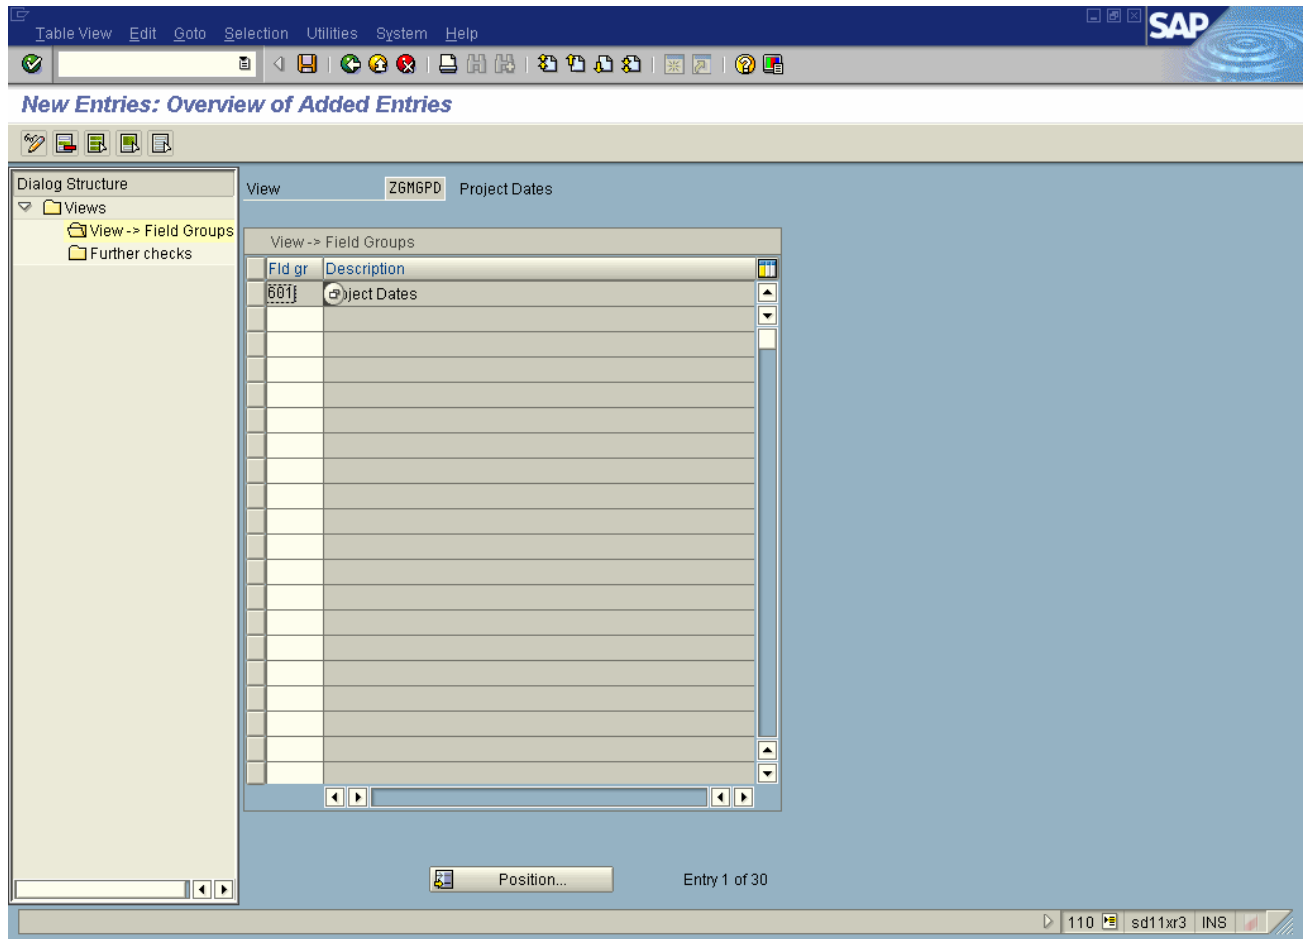 Table View Edit Goto Selection Utilities System Help
SAP
New Entries: Overview of Added Entries
Dialog Structure
Views
View -> Field Groups
Further checks
View ZGMGPD Project Dates
View -> Field Groups
Fld gr Description
601 ject Dates
Position... Entry 1 of 30
110 sd11xr3 INS